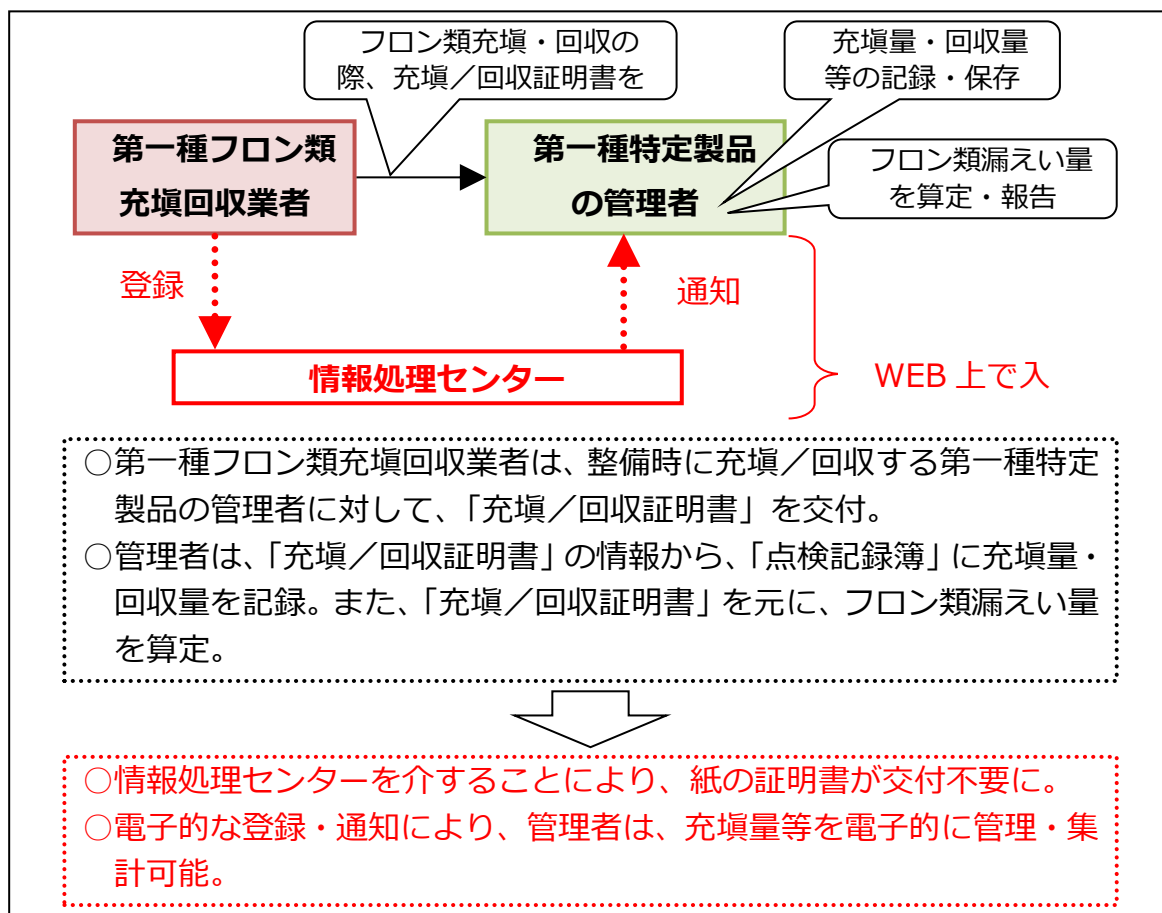 フロン類充塡・回収の
際、充塡／回収証明書を
充塡量・回収量
等の記録・保存
第一種フロン類
充塡回収業者
第一種特定製品
の管理者
フロン類漏えい量
を算定・報告
登録
通知
情報処理センター
WEB 上で入
○第一種フロン類充塡回収業者は、整備時に充塡／回収する第一種特定
製品の管理者に対して、「充塡／回収証明書」を交付。
○管理者は、「充塡／回収証明書」の情報から、「点検記録簿」に充塡量・
回収量を記録。また、「充塡／回収証明書」を元に、フロン類漏えい量
を算定。
○情報処理センターを介することにより、紙の証明書が交付不要に。
○電子的な登録・通知により、管理者は、充塡量等を電子的に管理・集
計可能。